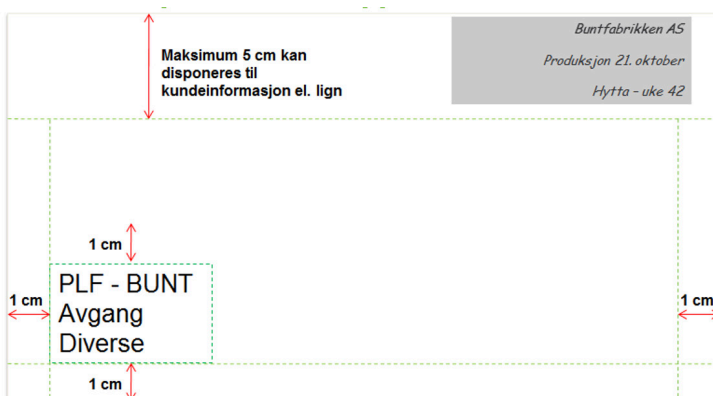 Buntfabrikken AS
Maksimum 5 cm kan
disponeres til
kundeinformasjon el. lign
Produksjon 21. oktober
Hytta - uke 42
1 cm
PLF - BUNT
Avgang
Diverse
1 cm
1 cm
1 cm